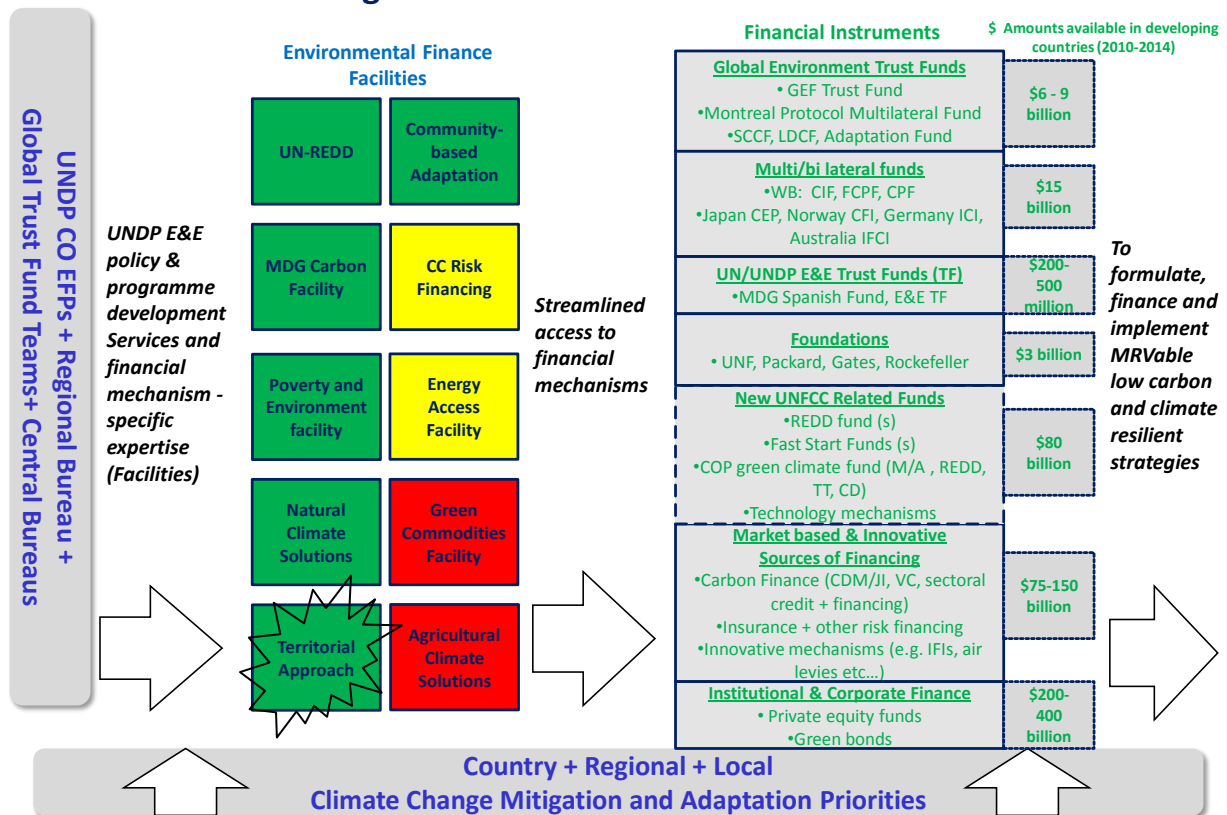 Global Trust Fund Teams+ Central Bureaus
UNDP CO EFPs + Regional Bureau +
UNDP E&E
policy &
programme
development
Services and
financial
mechanism -
specific
expertise
(Facilities)
Environmental Finance
Facilities
UN-REDD
Community-
based
Adaptation
MDG Carbon
Facility
CC Risk
Financing
Poverty and
Environment
facility
Energy
Access
Facility
Natural
Climate
Solutions
Green
Commodities
Facility
Territorial
Approach
Agricultural
Climate
Solutions
Streamlined
access to
financial
mechanisms
Financial Instruments
$ Amounts available in developing
countries (2010-2014)
Global Environment Trust Funds
• GEF Trust Fund
•Montreal Protocol Multilateral Fund
•SCCF, LDCF, Adaptation Fund
$6 - 9
billion
Multi/bi lateral funds
•WB: CIF, FCPF, CPF
•Japan CEP, Norway CFI, Germany ICI,
Australia IFCI
$15
billion
UN/UNDP E&E Trust Funds (TF)
•MDG Spanish Fund, E&E TF
$200-
500
million
Foundations
• UNF, Packard, Gates, Rockefeller
$3 billion
New UNFCC Related Funds
•REDD fund (s)
•Fast Start Funds (s)
•COP green climate fund (M/A , REDD,
TT, CD)
•Technology mechanisms
$80
billion
Market based & Innovative
Sources of Financing
•Carbon Finance (CDM/JI, VC, sectoral
credit + financing)
•Insurance + other risk financing
•Innovative mechanisms (e.g. IFIs, air
levies etc…)
$75-150
billion
Institutional & Corporate Finance
• Private equity funds
•Green bonds
$200-
400
billion
To
formulate,
finance and
implement
MRVable
low carbon
and climate
resilient
strategies
Country + Regional + Local
Climate Change Mitigation and Adaptation Priorities